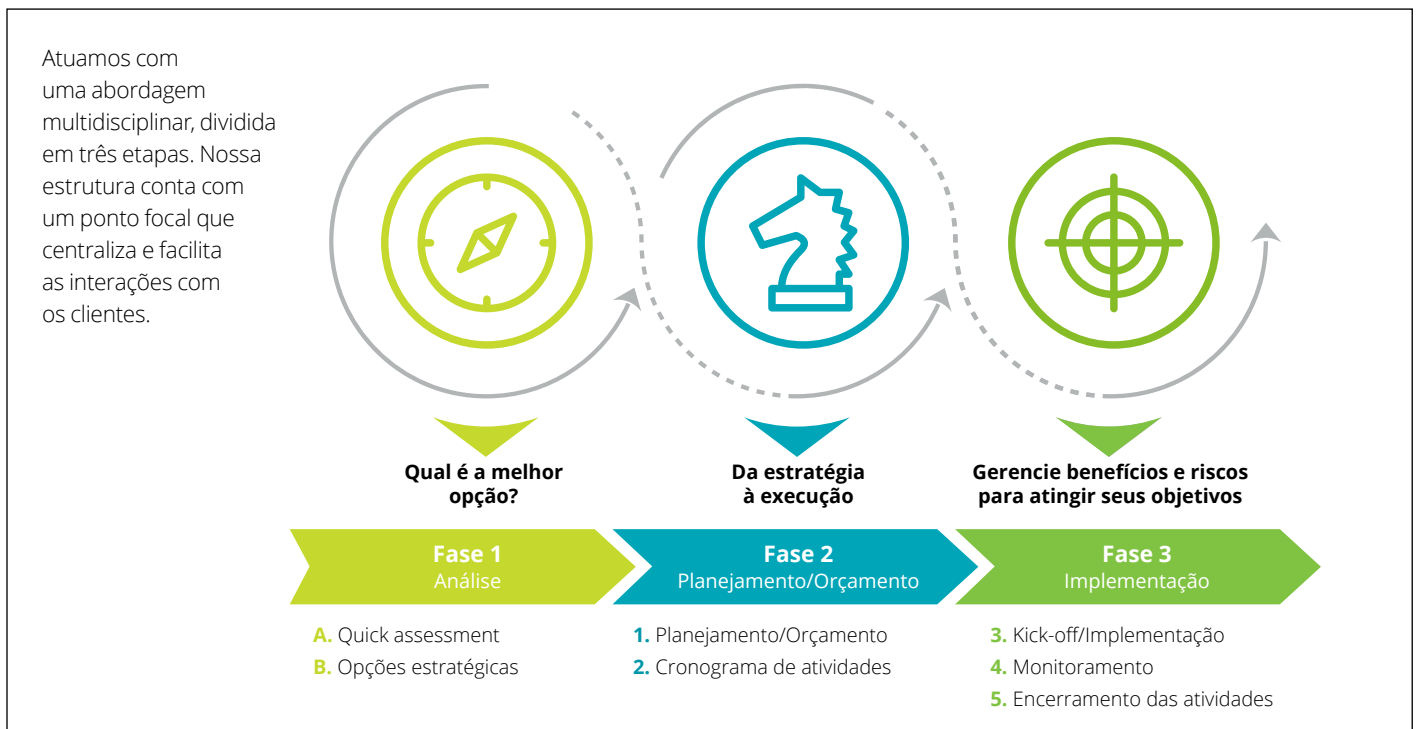 Atuamos com
uma abordagem
multidisciplinar, dividida
em três etapas. Nossa
estrutura conta com
um ponto focal que
centraliza e facilita
as interações com
os clientes.
Qual é a melhor
opção?
Da estratégia
à execução
Gerencie benefícios e riscos
para atingir seus objetivos
Fase 1
Análise
Fase 2
Planejamento/Orçamento
Fase 3
Implementação
A. Quick assessment
B. Opções estratégicas
1. Planejamento/Orçamento
2. Cronograma de atividades
3. Kick-off/Implementação
4. Monitoramento
5. Encerramento das atividades